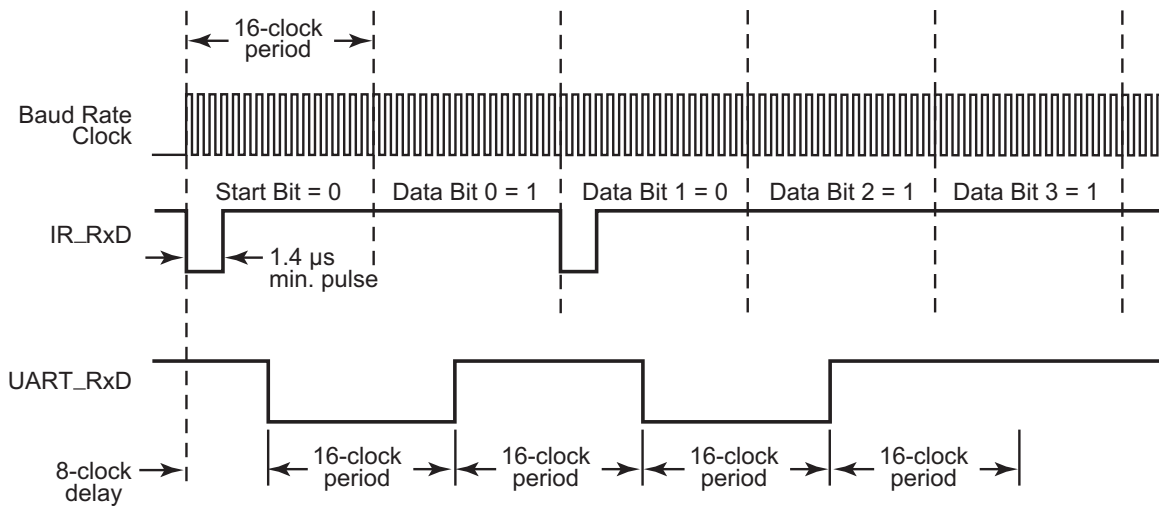 16-clock
period
Baud Rate
Clock
Start Bit = 0
Data Bit 0 = 1
Data Bit 1 = 0
Data Bit 2 = 1
Data Bit 3 = 1
IR_RxD
1.4 μs
min. pulse
UART_RxD
8-clock
delay
16-clock
period
16-clock
period
16-clock
period
16-clock
period